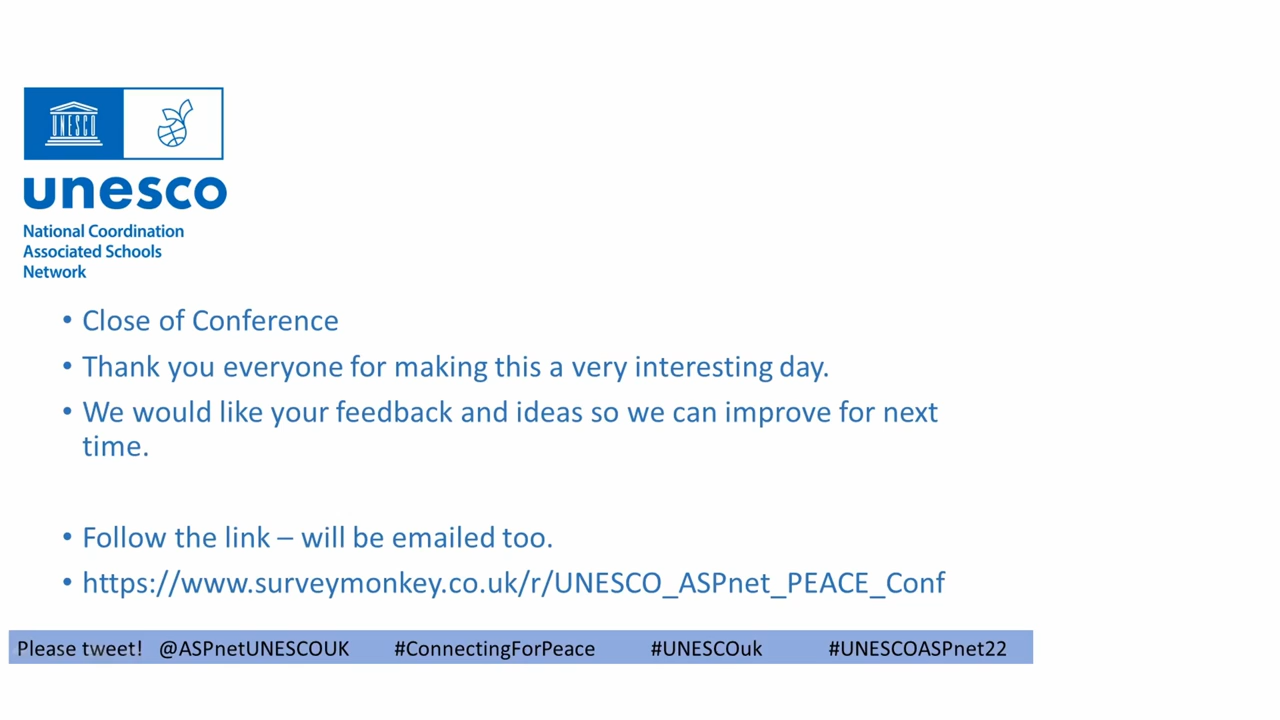 UNESCO
unesco
National Coordination
Associated Schools
Network
• Close of Conference
• Thank you everyone for making this a very interesting day.
• We would like your feedback and ideas so we can improve for next
time.
• Follow the link – will be emailed too.
• https://www.surveymonkey.co.uk/r/UNESCO_ASPnet_PEACE_Conf
Please tweet! @ASPnetUNESCOUK #ConnectingForPeace #UNESCOuk #UNESCOASPnet22